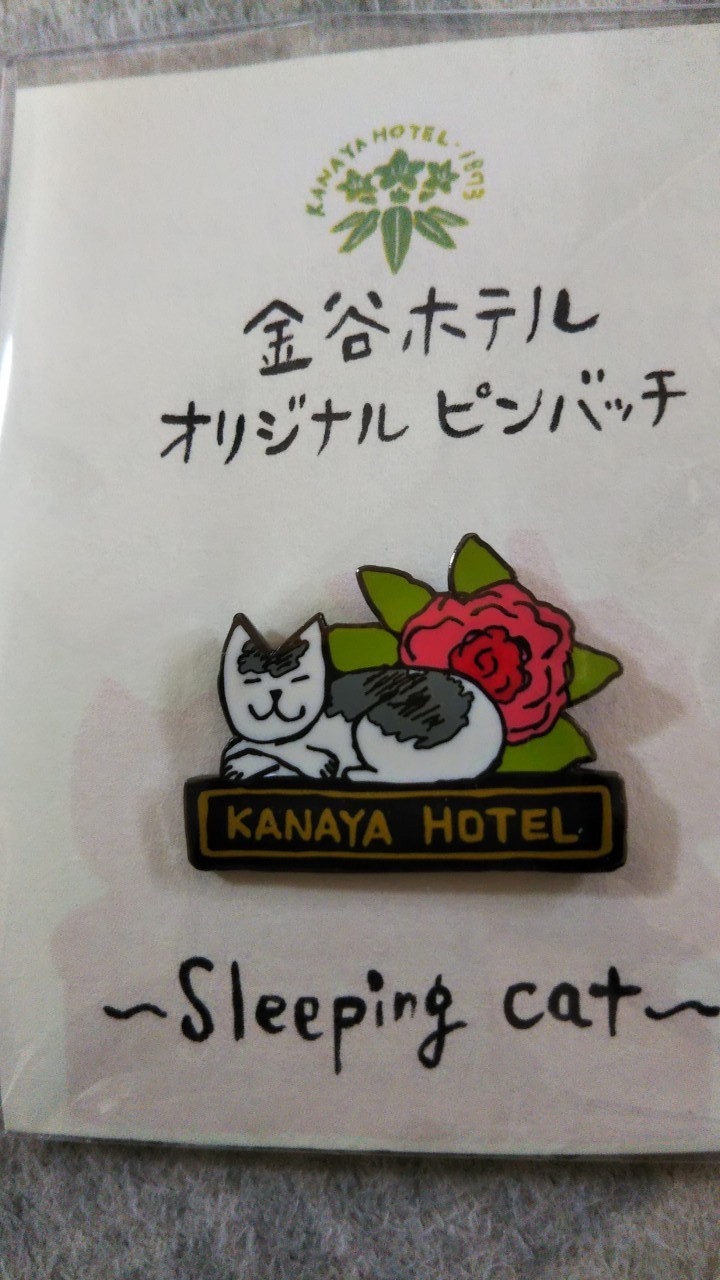 KANAYA HOTEL・1873
金谷ホテル
オリジナル ピンバッチ
KANAYA HOTEL
～Sleeping cat～